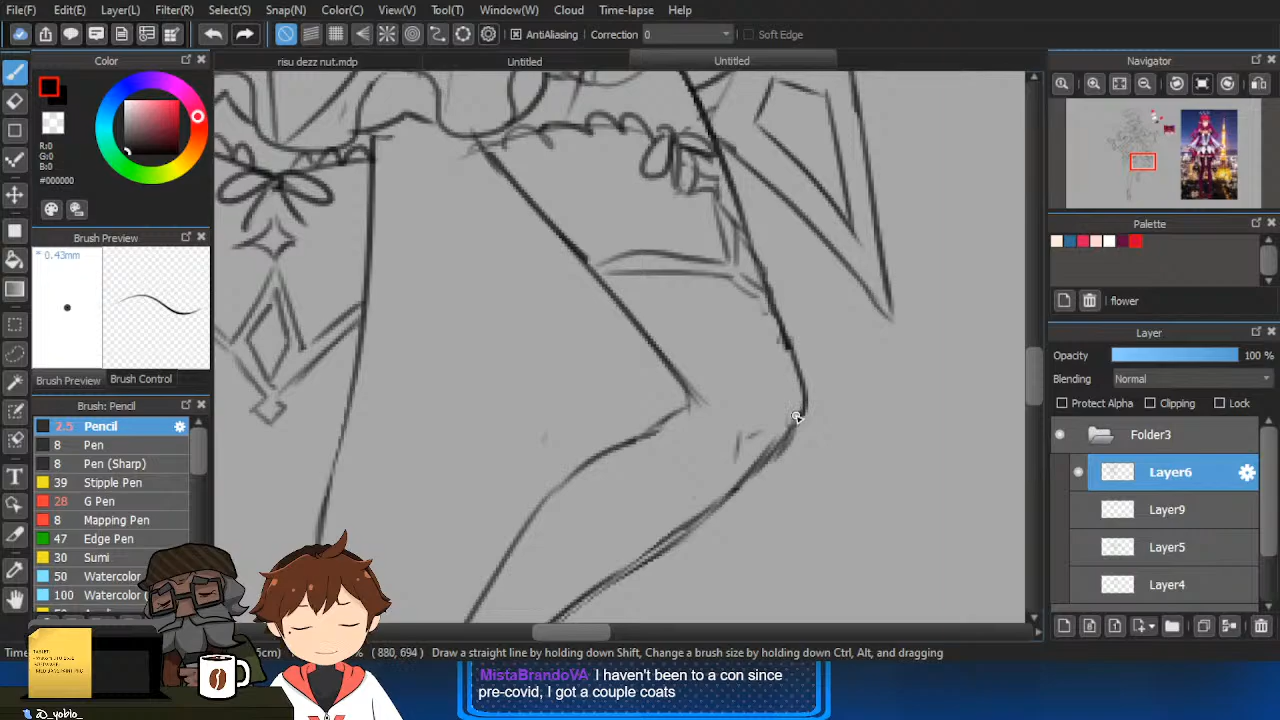 File(F) Edit(E) Layer(L) Filter(R) Select(S) Snap(N) Color(C) View(V) Tool(T) Window(W) Cloud Time-lapse Help
AntiAliasing Correction 0 Soft Edge
Color
risu dezz nut.mdp Untitled Untitled
Navigator
R:0
G:0
B:0
#000000
Brush Preview
0.43mm
Palette
flower
Layer
Opacity 100 %
Blending Normal
Protect Alpha Clipping Lock
Brush Preview Brush Control
Brush: Pencil
2.5 Pencil
8 Pen
8 Pen (Sharp)
39 Stipple Pen
28 G Pen
8 Mapping Pen
47 Edge Pen
30 Sumi
50 Watercolor
100 Watercolor (
Folder3
Layer6
Layer9
Layer5
Layer4
(880, 694) Draw a straight line by holding down Shift, Change a brush size by holding down Ctrl, Alt, and dragging
MistaBrandoVA I haven't been to a con since
pre-covid, I got a couple coats